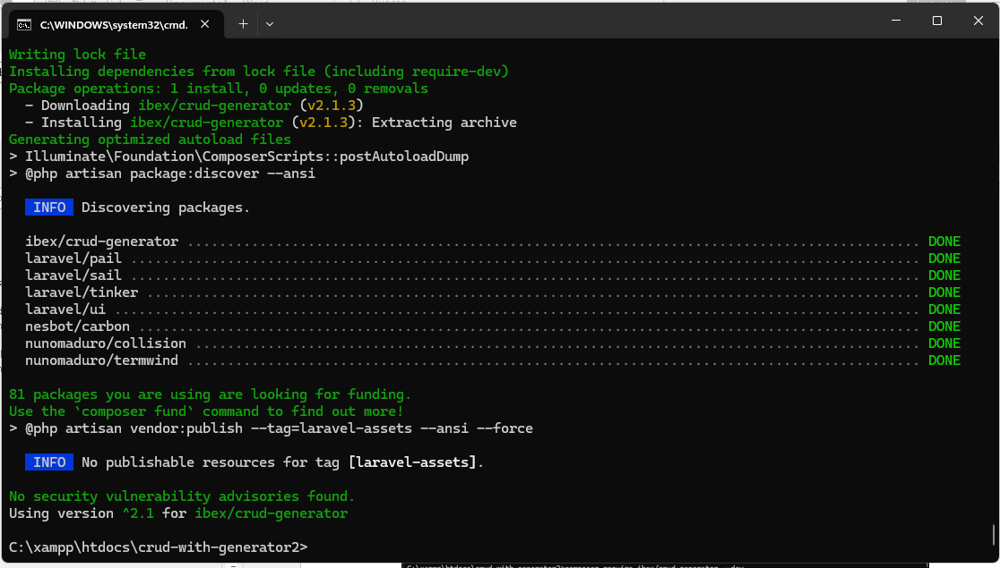 C:\WINDOWS\system32\cmd.
Writing lock file
Installing dependencies from lock file (including require-dev)
Package operations: 1 install, 0 updates, 0 removals
  - Downloading ibex/crud-generator (v2.1.3)
  - Installing ibex/crud-generator (v2.1.3): Extracting archive
Generating optimized autoload files
> Illuminate\Foundation\ComposerScripts::postAutoloadDump
> @php artisan package:discover --ansi
INFO Discovering packages.
ibex/crud-generator ........................................................................................... DONE
laravel/pail .................................................................................................. DONE
laravel/sail .................................................................................................. DONE
laravel/tinker ................................................................................................ DONE
laravel/ui .................................................................................................... DONE
nesbot/carbon ................................................................................................. DONE
nunomaduro/collision .......................................................................................... DONE
nunomaduro/termwind ........................................................................................... DONE
81 packages you are using are looking for funding.
Use the `composer fund` command to find out more!
> @php artisan vendor:publish --tag=laravel-assets --ansi --force
INFO No publishable resources for tag [laravel-assets].
No security vulnerability advisories found.
Using version ^2.1 for ibex/crud-generator
C:\xampp\htdocs\crud-with-generator2>